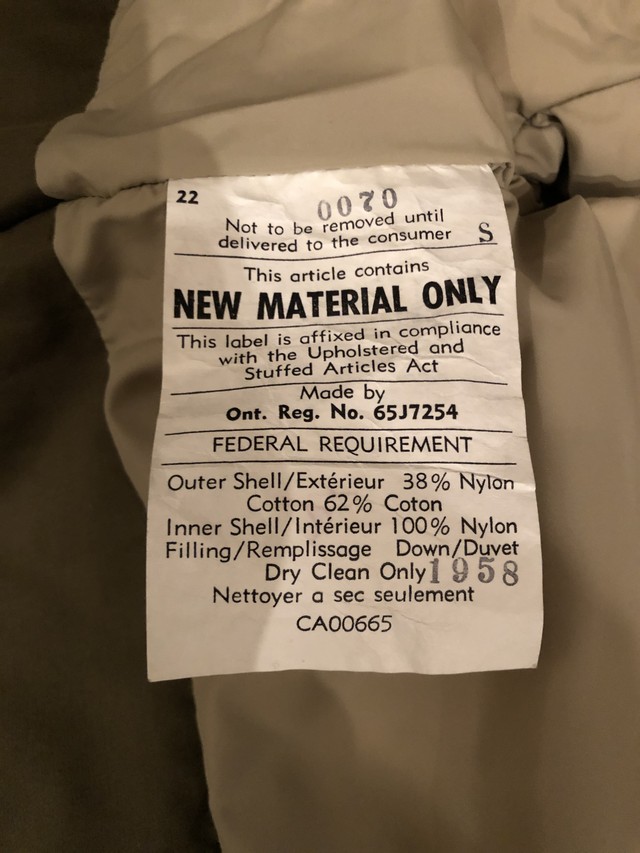 22
0070
Not to be removed until
delivered to the consumer S
This article contains
NEW MATERIAL ONLY
This label is affixed in compliance
with the Upholstered and
Stuffed Articles Act
Made by
Ont. Reg. No. 65J7254
FEDERAL REQUIREMENT
Outer Shell/Extérieur 38% Nylon
Cotton 62% Coton
Inner Shell/Intérieur 100% Nylon
Filling/Remplissage Down/Duvet
Dry Clean Only 1958
Nettoyer a sec seulement
CA00665